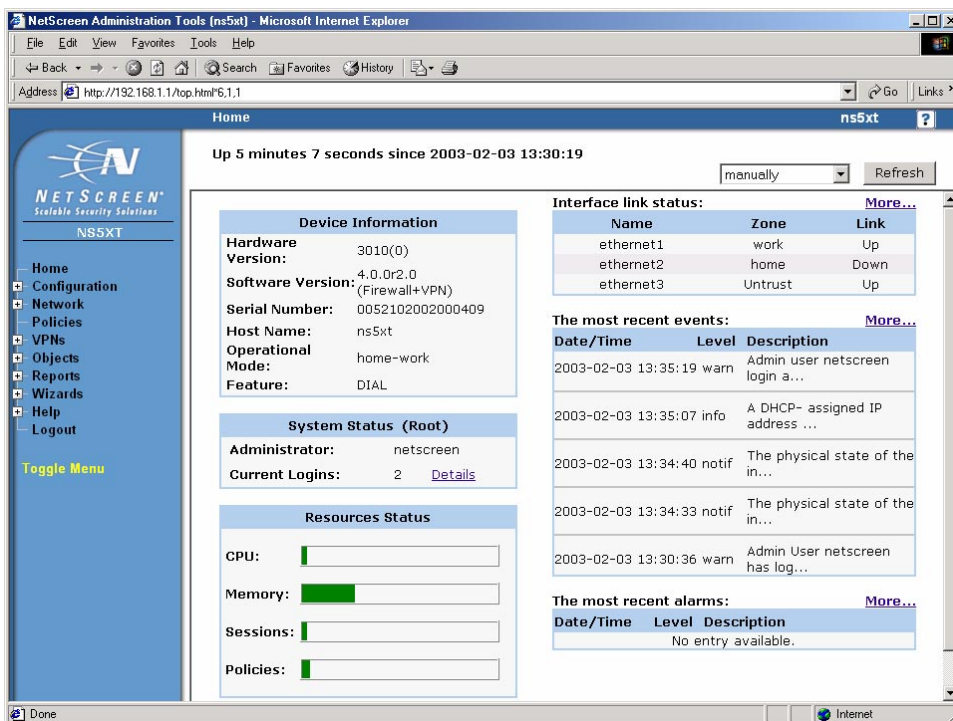 NetScreen Administration Tools (ns5xt) - Microsoft Internet Explorer
File Edit View Favorites Tools Help
Back Search Favorites History
Address http://192.168.1.1/top.html*6,1,1 Go Links
Home ns5xt ?
Up 5 minutes 7 seconds since 2003-02-03 13:30:19
manually Refresh
N
NETSCREEN
Scalable Security Solutions
NS5XT
Home
Configuration
Network
Policies
VPNs
Objects
Reports
Wizards
Help
Logout
Toggle Menu
Device Information
Hardware Version: 3010(0)
Software Version: 4.0.0r2.0 (Firewall+VPN)
Serial Number: 0052102002000409
Host Name: ns5xt
Operational Mode: home-work
Feature: DIAL
System Status (Root)
Administrator: netscreen
Current Logins: 2 Details
Resources Status
CPU:
Memory:
Sessions:
Policies:
Interface link status: More...
Name Zone Link
ethernet1 work Up
ethernet2 home Down
ethernet3 Untrust Up
The most recent events: More...
Date/Time Level Description
2003-02-03 13:35:19 warn Admin user netscreen login a...
2003-02-03 13:35:07 info A DHCP- assigned IP address ...
2003-02-03 13:34:40 notif The physical state of the in...
2003-02-03 13:34:33 notif The physical state of the in...
2003-02-03 13:30:36 warn Admin User netscreen has log...
The most recent alarms: More...
Date/Time Level Description
No entry available.
Done Internet